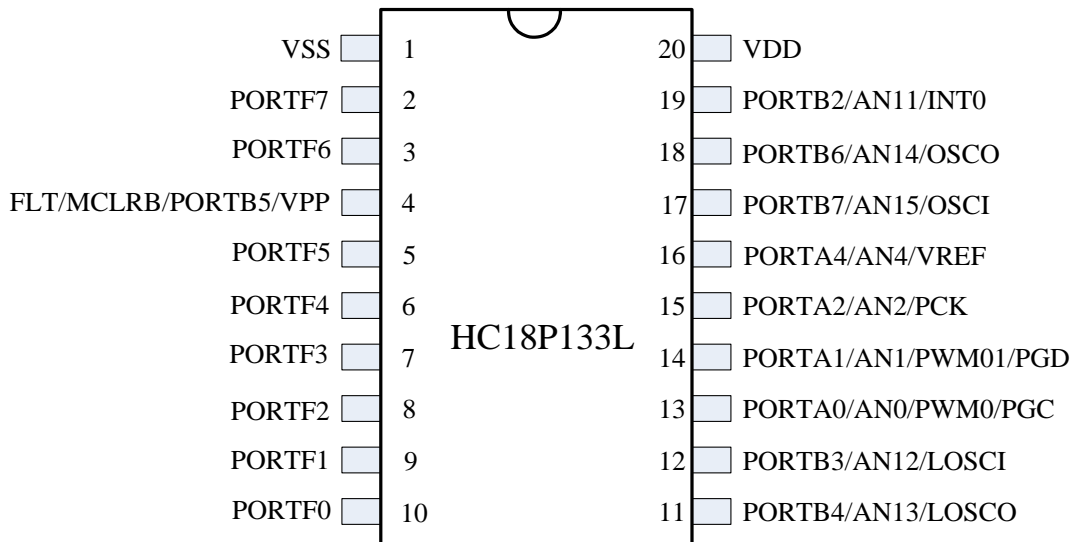 VSS 1 20 VDD
PORTF7 2 19 PORTB2/AN11/INT0
PORTF6 3 18 PORTB6/AN14/OSCO
FLT/MCLRB/PORTB5/VPP 4 17 PORTB7/AN15/OSCI
PORTF5 5 16 PORTA4/AN4/VREF
PORTF4 6 15 PORTA2/AN2/PCK
HC18P133L
PORTF3 7 14 PORTA1/AN1/PWM01/PGD
PORTF2 8 13 PORTA0/AN0/PWM0/PGC
PORTF1 9 12 PORTB3/AN12/LOSCI
PORTF0 10 11 PORTB4/AN13/LOSCO